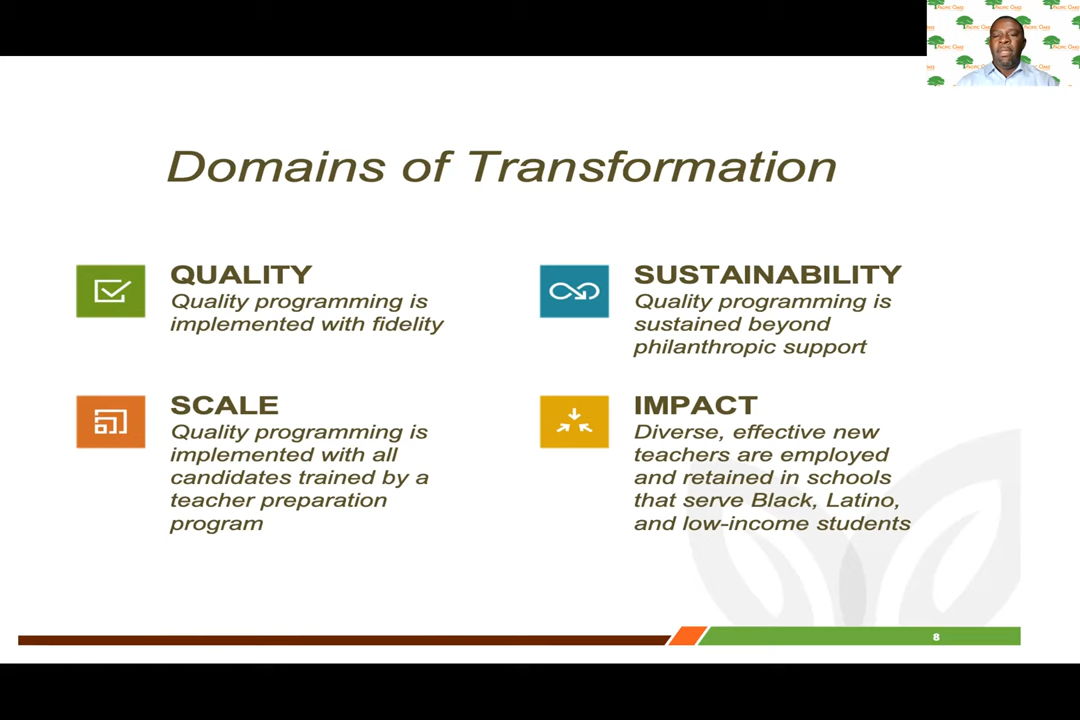 PACIFIC OAKS
Domains of Transformation
QUALITY
Quality programming is
implemented with fidelity
SUSTAINABILITY
Quality programming is
sustained beyond
philanthropic support
SCALE
Quality programming is
implemented with all
candidates trained by a
teacher preparation
program
IMPACT
Diverse, effective new
teachers are employed
and retained in schools
that serve Black, Latino,
and low-income students
8